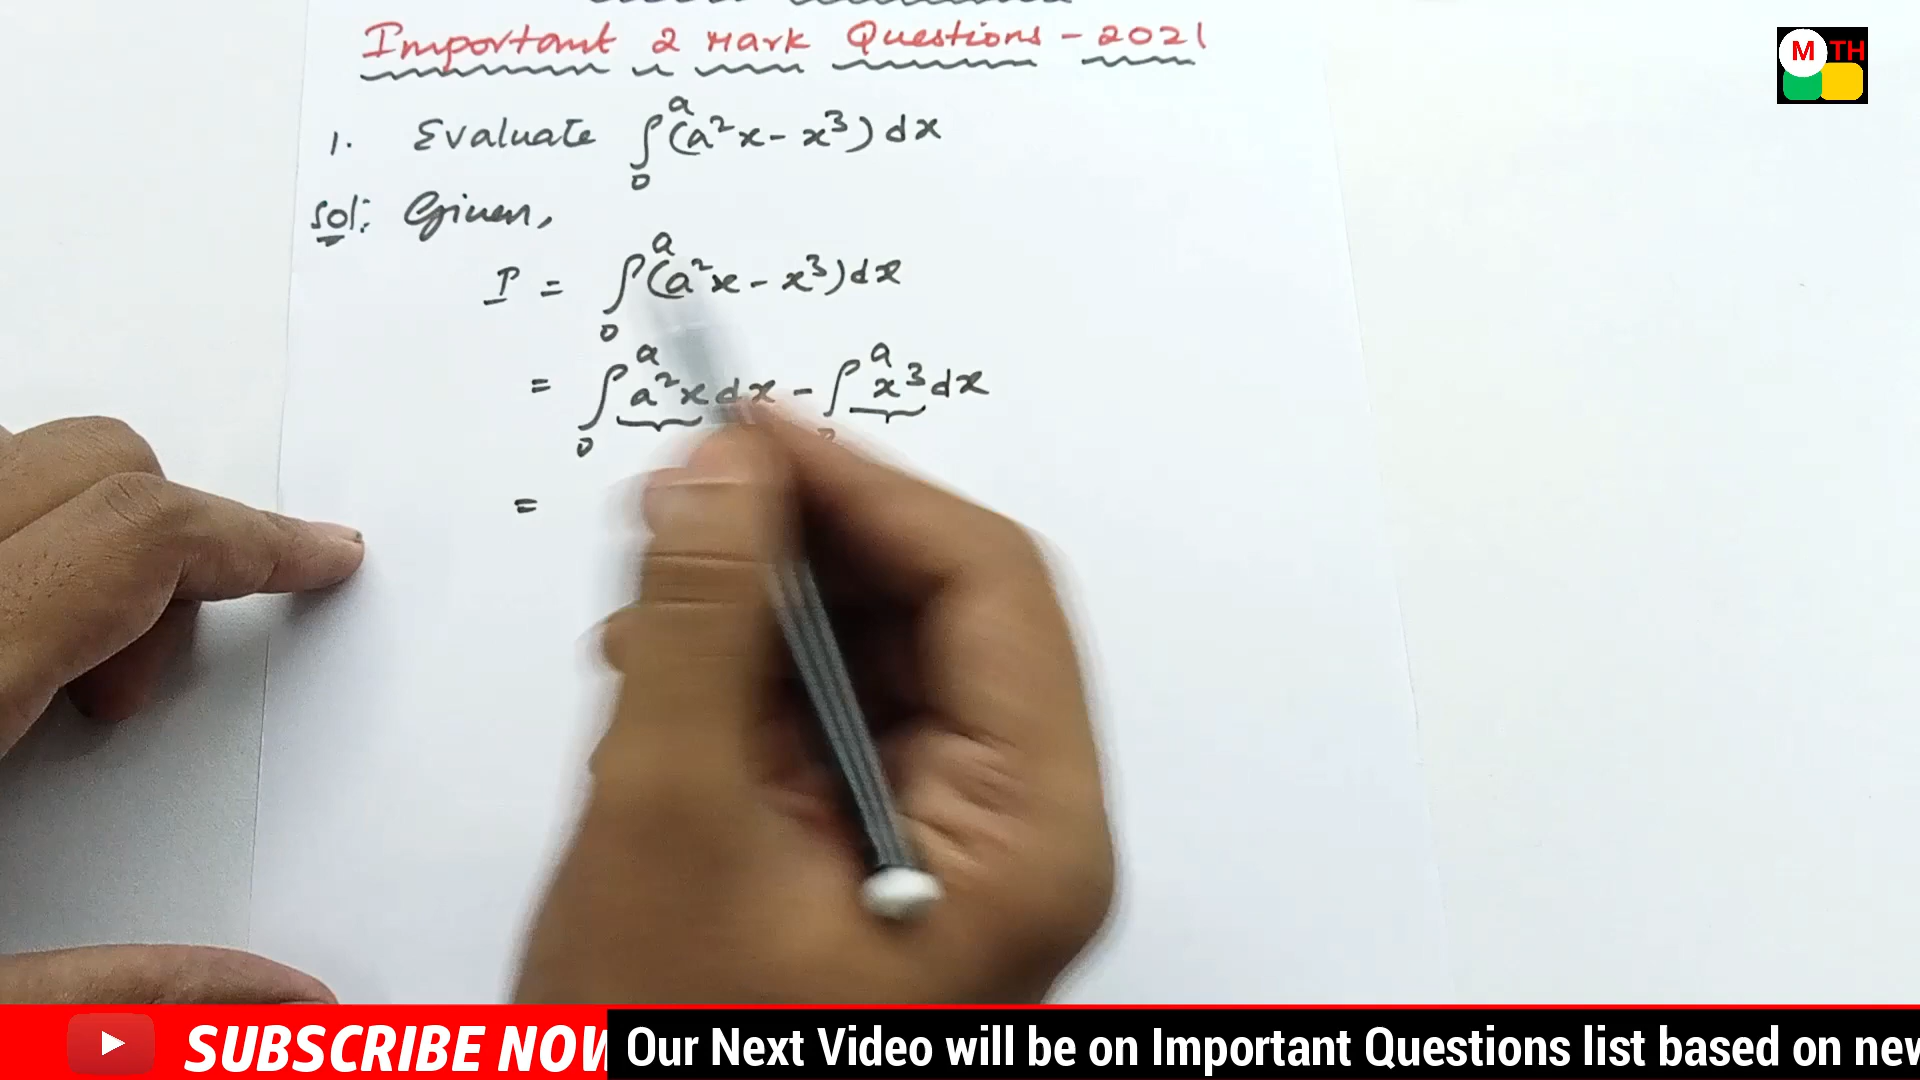 Important 2 Mark Questions - 2021
M TH
1. Evaluate ∫₀ᵃ (a²x - x³) dx
Sol: Given,
I = ∫₀ᵃ (a²x - x³) dx
= ∫₀ᵃ a²x dx - ∫₀ᵃ x³ dx
=
SUBSCRIBE NOW
Our Next Video will be on Important Questions list based on new